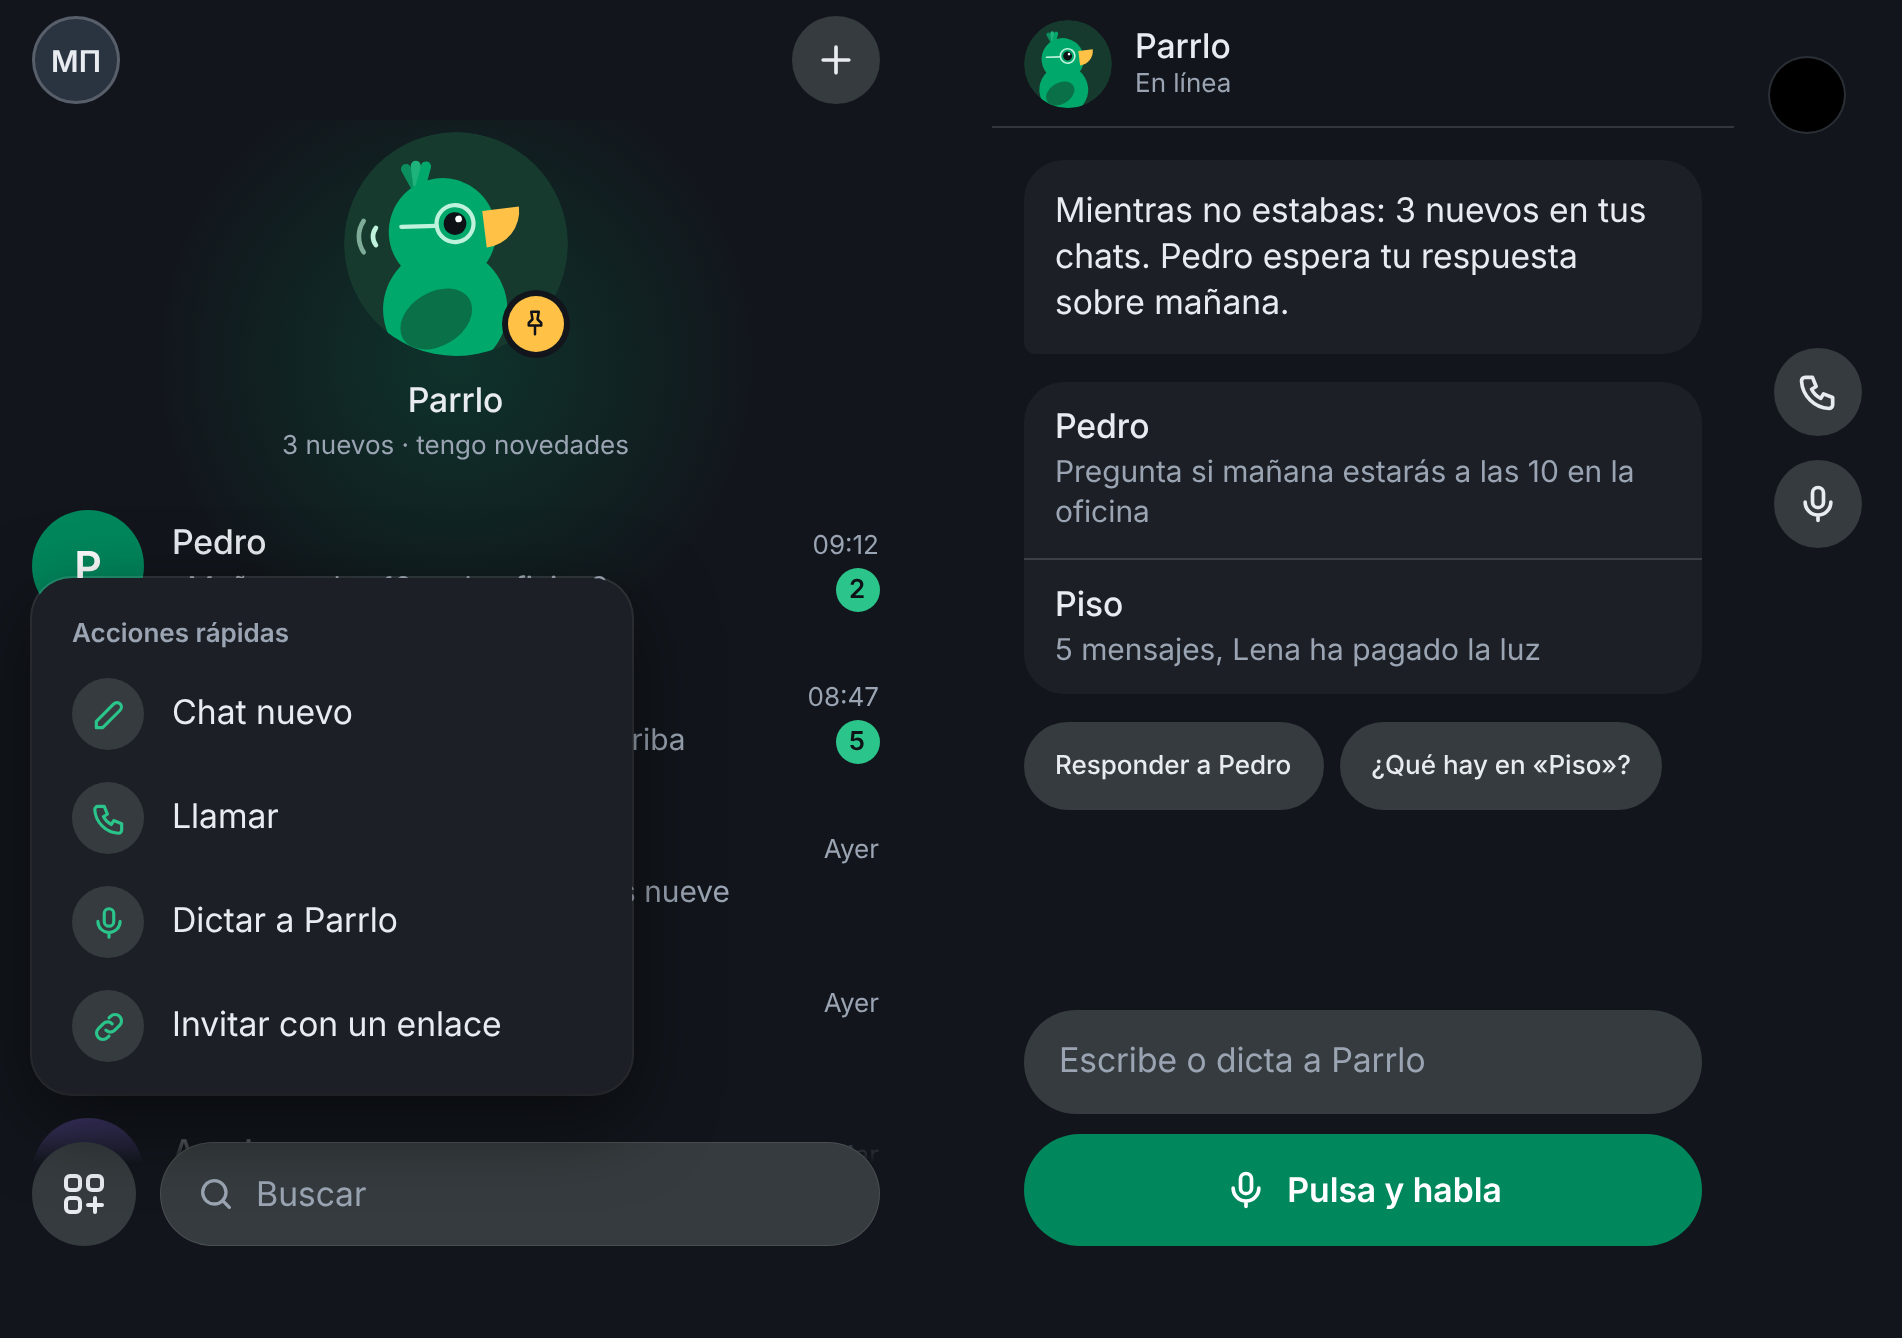 МП
Parrlo
3 nuevos · tengo novedades
Pedro
09:12
2
P
08:47
riba
5
Ayer
nueve
Ayer
Acciones rápidas
Chat nuevo
Llamar
Dictar a Parrlo
Invitar con un enlace
Buscar
Parrlo
En línea
Mientras no estabas: 3 nuevos en tus
chats. Pedro espera tu respuesta
sobre mañana.
Pedro
Pregunta si mañana estarás a las 10 en la
oficina
Piso
5 mensajes, Lena ha pagado la luz
Responder a Pedro
¿Qué hay en «Piso»?
Escribe o dicta a Parrlo
Pulsa y habla